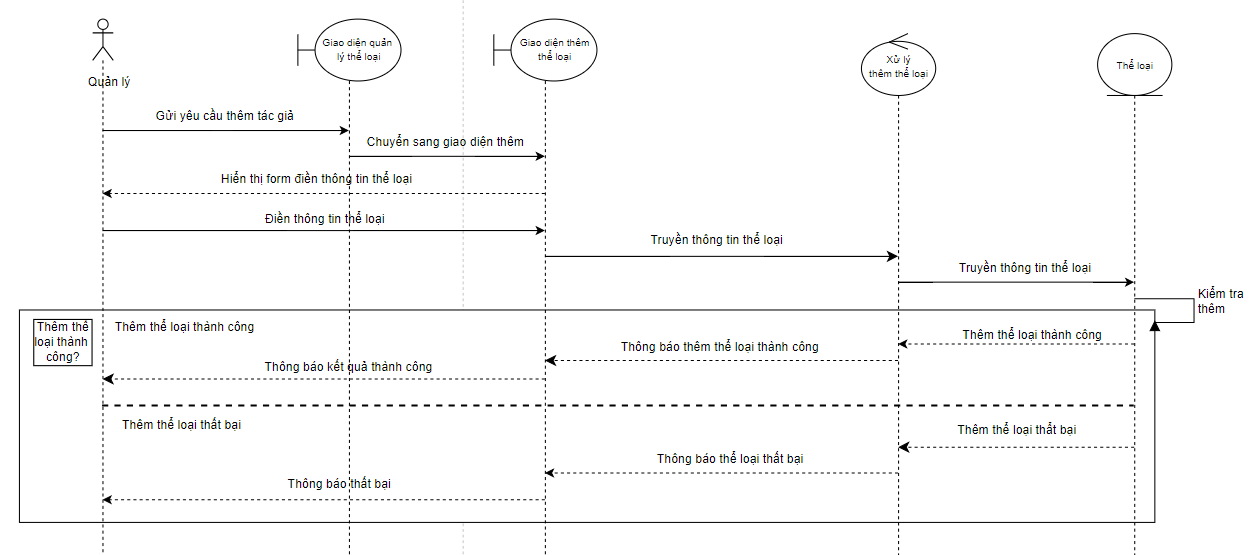 Giao diện quản
lý thể loại
Giao diện thêm
thể loại
Xử lý
thêm thể loại
Thể loại
Quản lý
Gửi yêu cầu thêm tác giả
Chuyển sang giao diện thêm
Hiển thị form điền thông tin thể loại
Điền thông tin thể loại
Truyền thông tin thể loại
Truyền thông tin thể loại
Kiểm tra
thêm
Thêm thể
loại thành
công?
Thêm thể loại thành công
Thêm thể loại thành công
Thông báo thêm thể loại thành công
Thông báo kết quả thành công
Thêm thể loại thất bại
Thêm thể loại thất bại
Thông báo thể loại thất bại
Thông báo thất bại